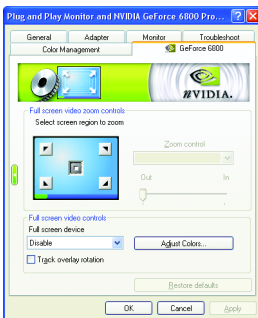 Plug and Play Monitor and NVIDIA GeForce 6800 Pro...
General
Adapter
Monitor
Troubleshoot
Color Management
GeForce 6800
NVIDIA.
Full screen video zoom controls
Select screen region to zoom
Zoom control
Out
In
Full screen video controls
Full screen device
Disable
Adjust Colors...
Track overlay rotation
Restore defaults
OK
Cancel
Apply